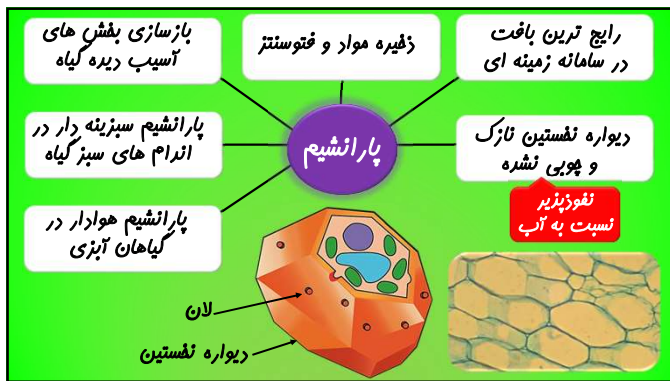 رایج ترین بافت
در سامانه زمینه ای
ذخیره مواد و فتوسنتز
بازسازی بخش های
آسیب دیده گیاه
پارانشیم
دیواره نخستین نازک
و چوبی نشده
نفوذپذیر
نسبت به آب
پارانشیم سبزینه دار در
اندام های سبز گیاه
پارانشیم هوادار در
گیاهان آبزی
لان
دیواره نخستین